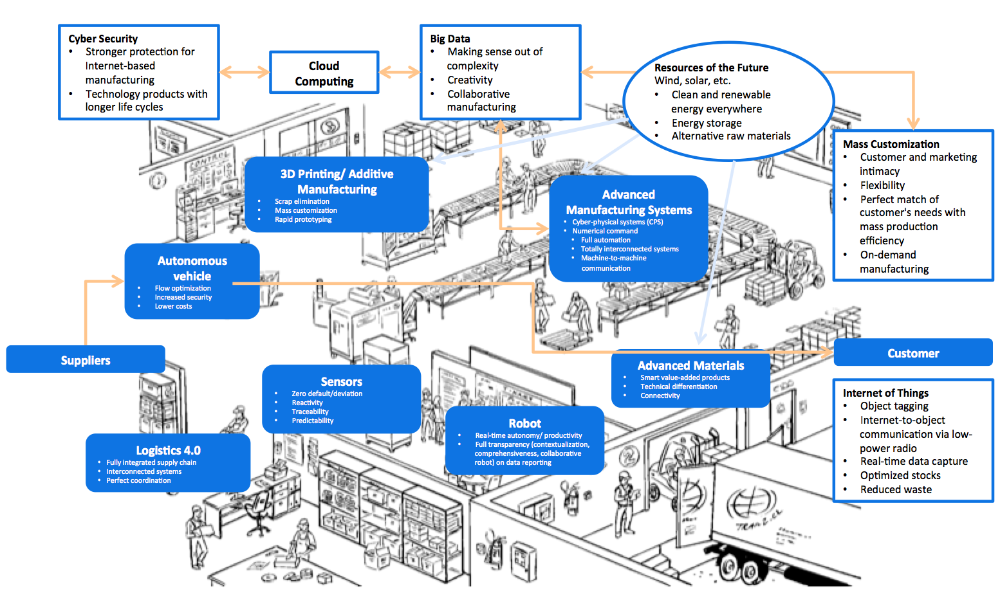 Cyber Security
• Stronger protection for
Internet-based
manufacturing
• Technology products with
longer life cycles
Cloud
Computing
Big Data
• Making sense out of
complexity
• Creativity
• Collaborative
manufacturing
Resources of the Future
Wind, solar, etc.
• Clean and renewable
energy everywhere
• Energy storage
• Alternative raw materials
Mass Customization
• Customer and marketing
intimacy
• Flexibility
• Perfect match of
customer's needs with
mass production
efficiency
• On-demand
manufacturing
CONTROL
3D Printing/ Additive
Manufacturing
• Scrap elimination
• Mass customization
• Rapid prototyping
Advanced
Manufacturing Systems
• Cyber-physical systems (CPS)
• Numerical command
• Full automation
• Totally interconnected systems
• Machine-to-machine
communication
Autonomous
vehicle
• Flow optimization
• Increased security
• Lower costs
Suppliers
Customer
Sensors
• Zero default/deviation
• Reactivity
• Traceability
• Predictability
Advanced Materials
• Smart value-added products
• Technical differentiation
• Connectivity
Robot
• Real-time autonomy/ productivity
• Full transparency (contextualization,
comprehensiveness, collaborative
robot) on data reporting
Logistics 4.0
• Fully integrated supply chain
• Interconnected systems
• Perfect coordination
Internet of Things
• Object tagging
• Internet-to-object
communication via low-
power radio
• Real-time data capture
• Optimized stocks
• Reduced waste